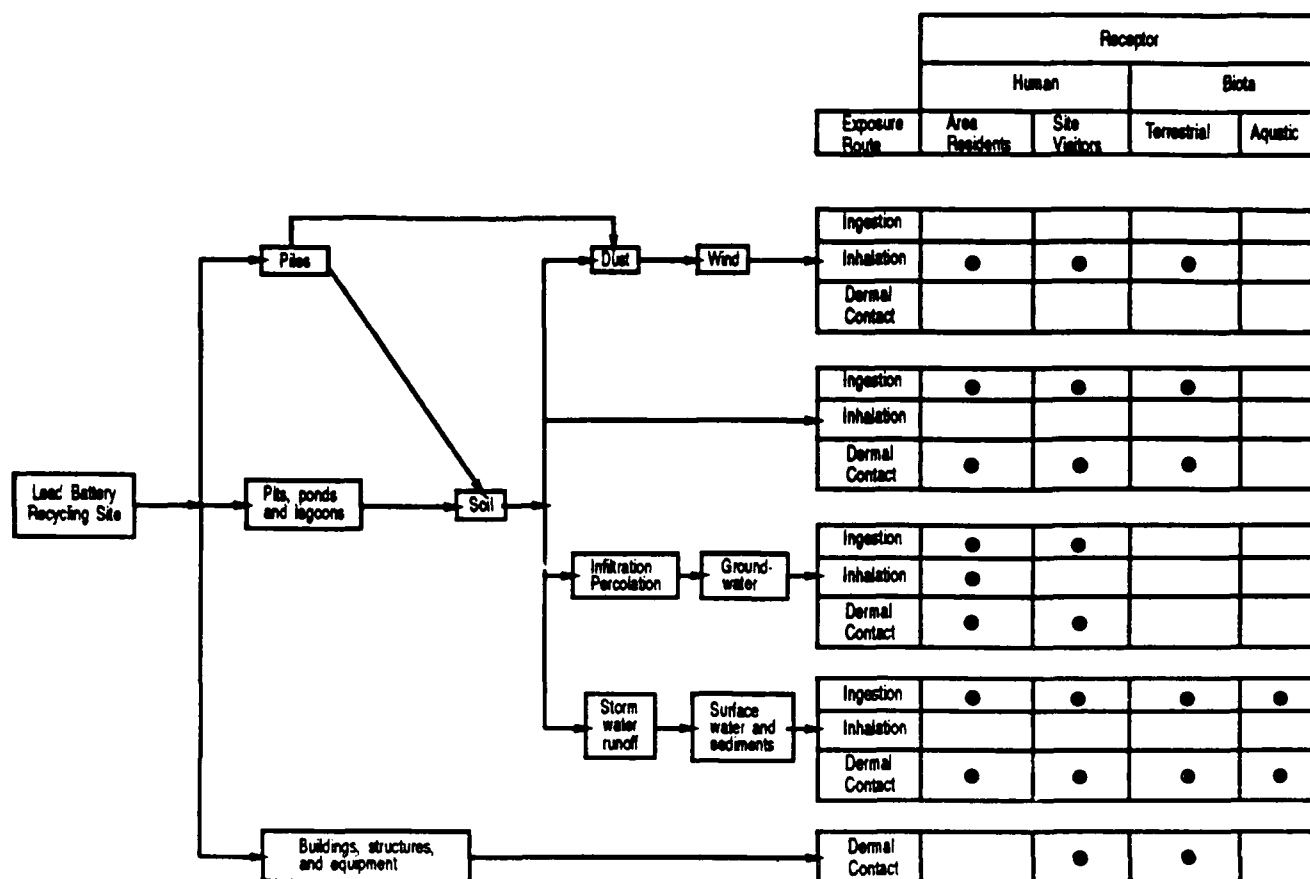 Receptor
Human Biota
Exposure Area Site Terrestrial Aquatic
Route Residents Visitors
Ingestion
Piles Dust Wind Inhalation
Dermal
Contact
Ingestion
Inhalation
Dermal
Contact
Lead Battery Pits, ponds Soil
Recycling Site and lagoons
Ingestion
Infiltration Ground- Inhalation
Percolation water
Dermal
Contact
Ingestion
Storm Surface
water water and Inhalation
runoff sediments
Dermal
Contact
Buildings, structures, Dermal
and equipment Contact